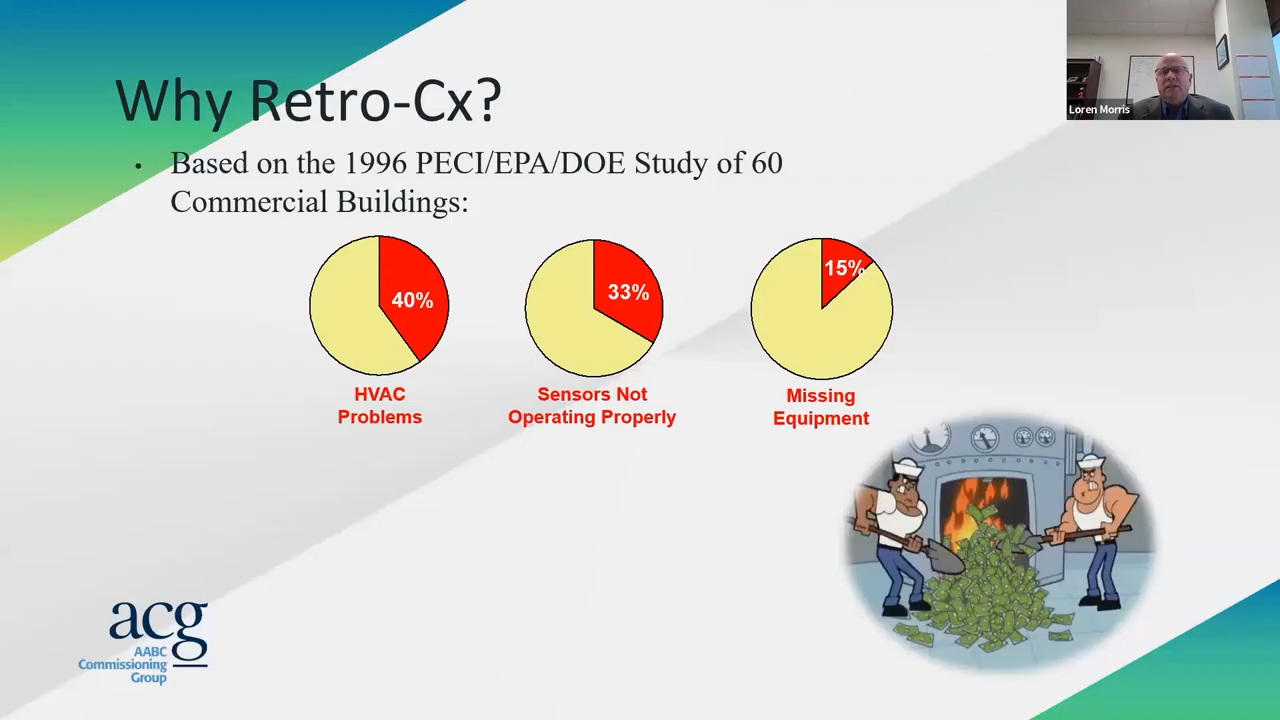 Loren Morris
Why Retro-Cx?
• Based on the 1996 PECI/EPA/DOE Study of 60
Commercial Buildings:
40%
33%
15%
HVAC
Problems
Sensors Not
Operating Properly
Missing
Equipment
acg
AABC
Commissioning
Group